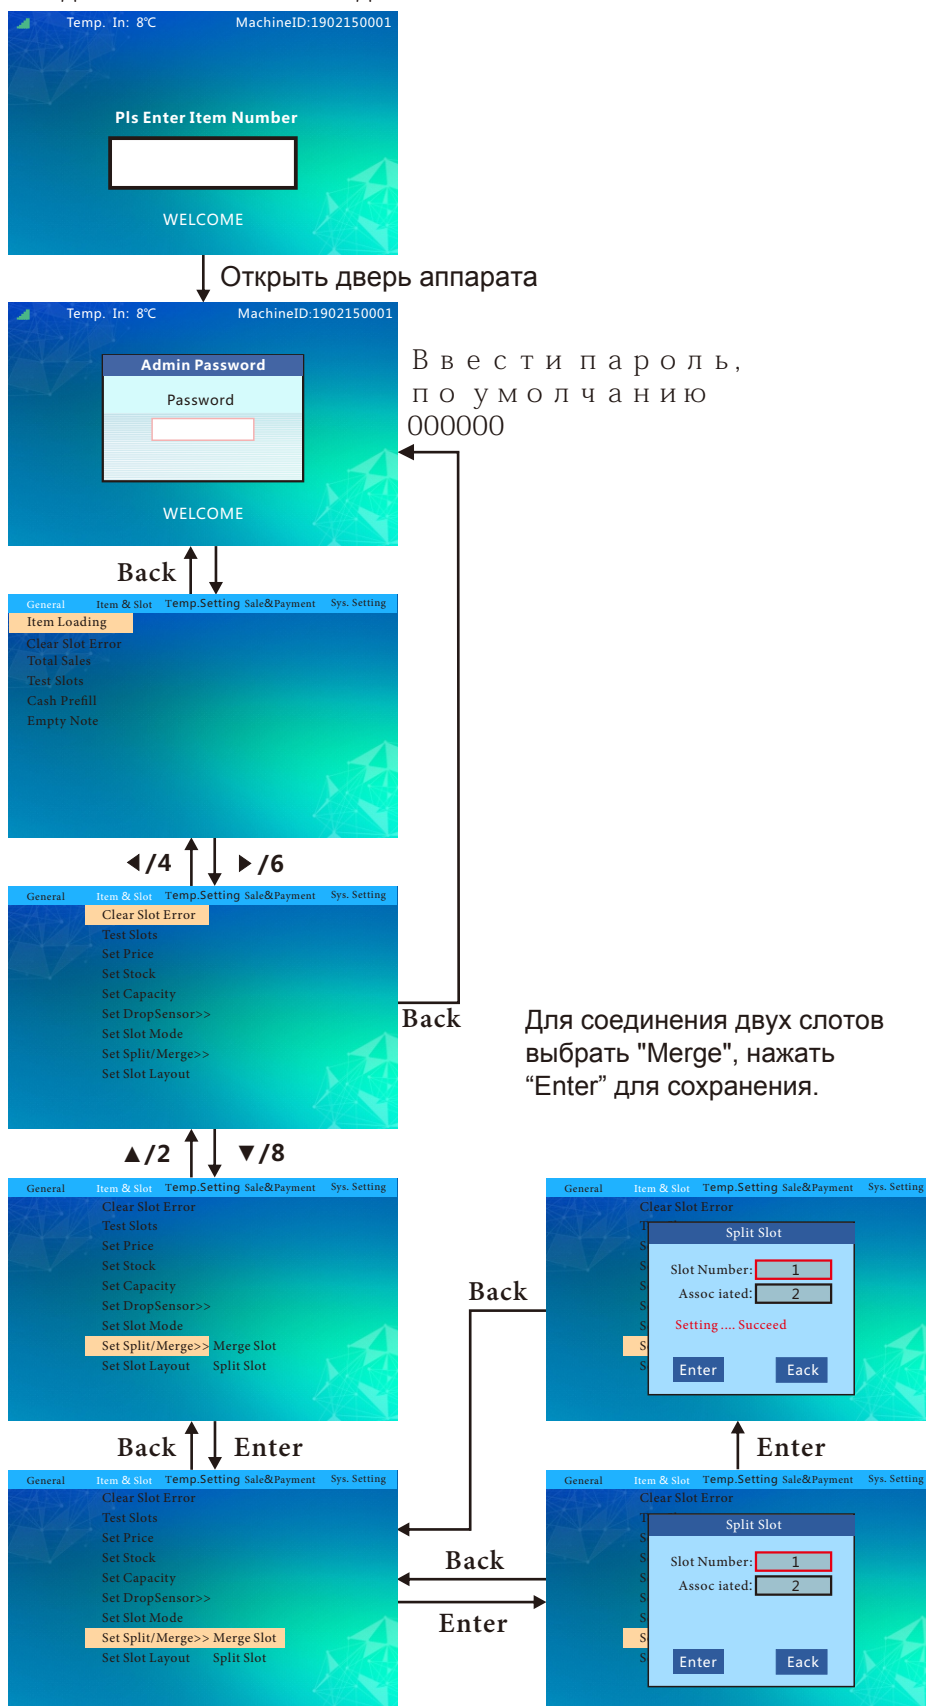 Temp. In: 8℃ MachineID:1902150001
Pls Enter Item Number
WELCOME
Открыть дверь аппарата
Temp. In: 8℃ MachineID:1902150001
Admin Password
Password
WELCOME
Ввести пароль,
по умолчанию
000000
Back
General Item & Slot Temp.Setting Sale&Payment Sys. Setting
Item Loading
Clear Slot Error
Total Sales
Test Slots
Cash Prefill
Empty Note
◀/4 ▶/6
General Item & Slot Temp.Setting Sale&Payment Sys. Setting
Clear Slot Error
Test Slots
Set Price
Set Stock
Set Capacity
Set DropSensor>>
Set Slot Mode
Set Split/Merge>>
Set Slot Layout
Back
Для соединения двух слотов
выбрать "Merge", нажать
“Enter” для сохранения.
▲/2 ▼/8
General Item & Slot Temp.Setting Sale&Payment Sys. Setting
Clear Slot Error
Test Slots
Set Price
Set Stock
Set Capacity
Set DropSensor>>
Set Slot Mode
Set Split/Merge>> Merge Slot
Set Slot Layout Split Slot
Back
General Item & Slot Temp.Setting Sale&Payment Sys. Setting
Clear Slot Error
Split Slot
Slot Number: 1
Assoc iated: 2
Setting .... Succeed
Enter Eack
Back Enter
Enter
General Item & Slot Temp.Setting Sale&Payment Sys. Setting
Clear Slot Error
Test Slots
Set Price
Set Stock
Set Capacity
Set DropSensor>>
Set Slot Mode
Set Split/Merge>> Merge Slot
Set Slot Layout Split Slot
Back
Enter
General Item & Slot Temp.Setting Sale&Payment Sys. Setting
Clear Slot Error
Split Slot
Slot Number: 1
Assoc iated: 2
Enter Eack